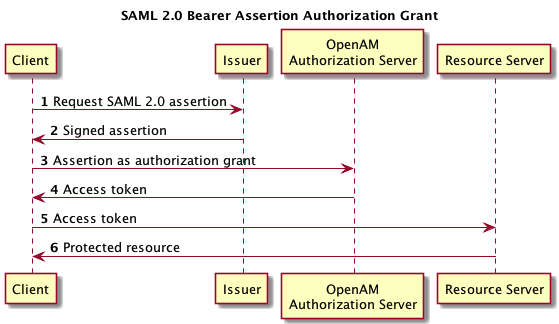 SAML 2.0 Bearer Assertion Authorization Grant
Client
Issuer
OpenAM
Authorization Server
Resource Server
1 Request SAML 2.0 assertion
2 Signed assertion
3 Assertion as authorization grant
4 Access token
5 Access token
6 Protected resource
Client
Issuer
OpenAM
Authorization Server
Resource Server